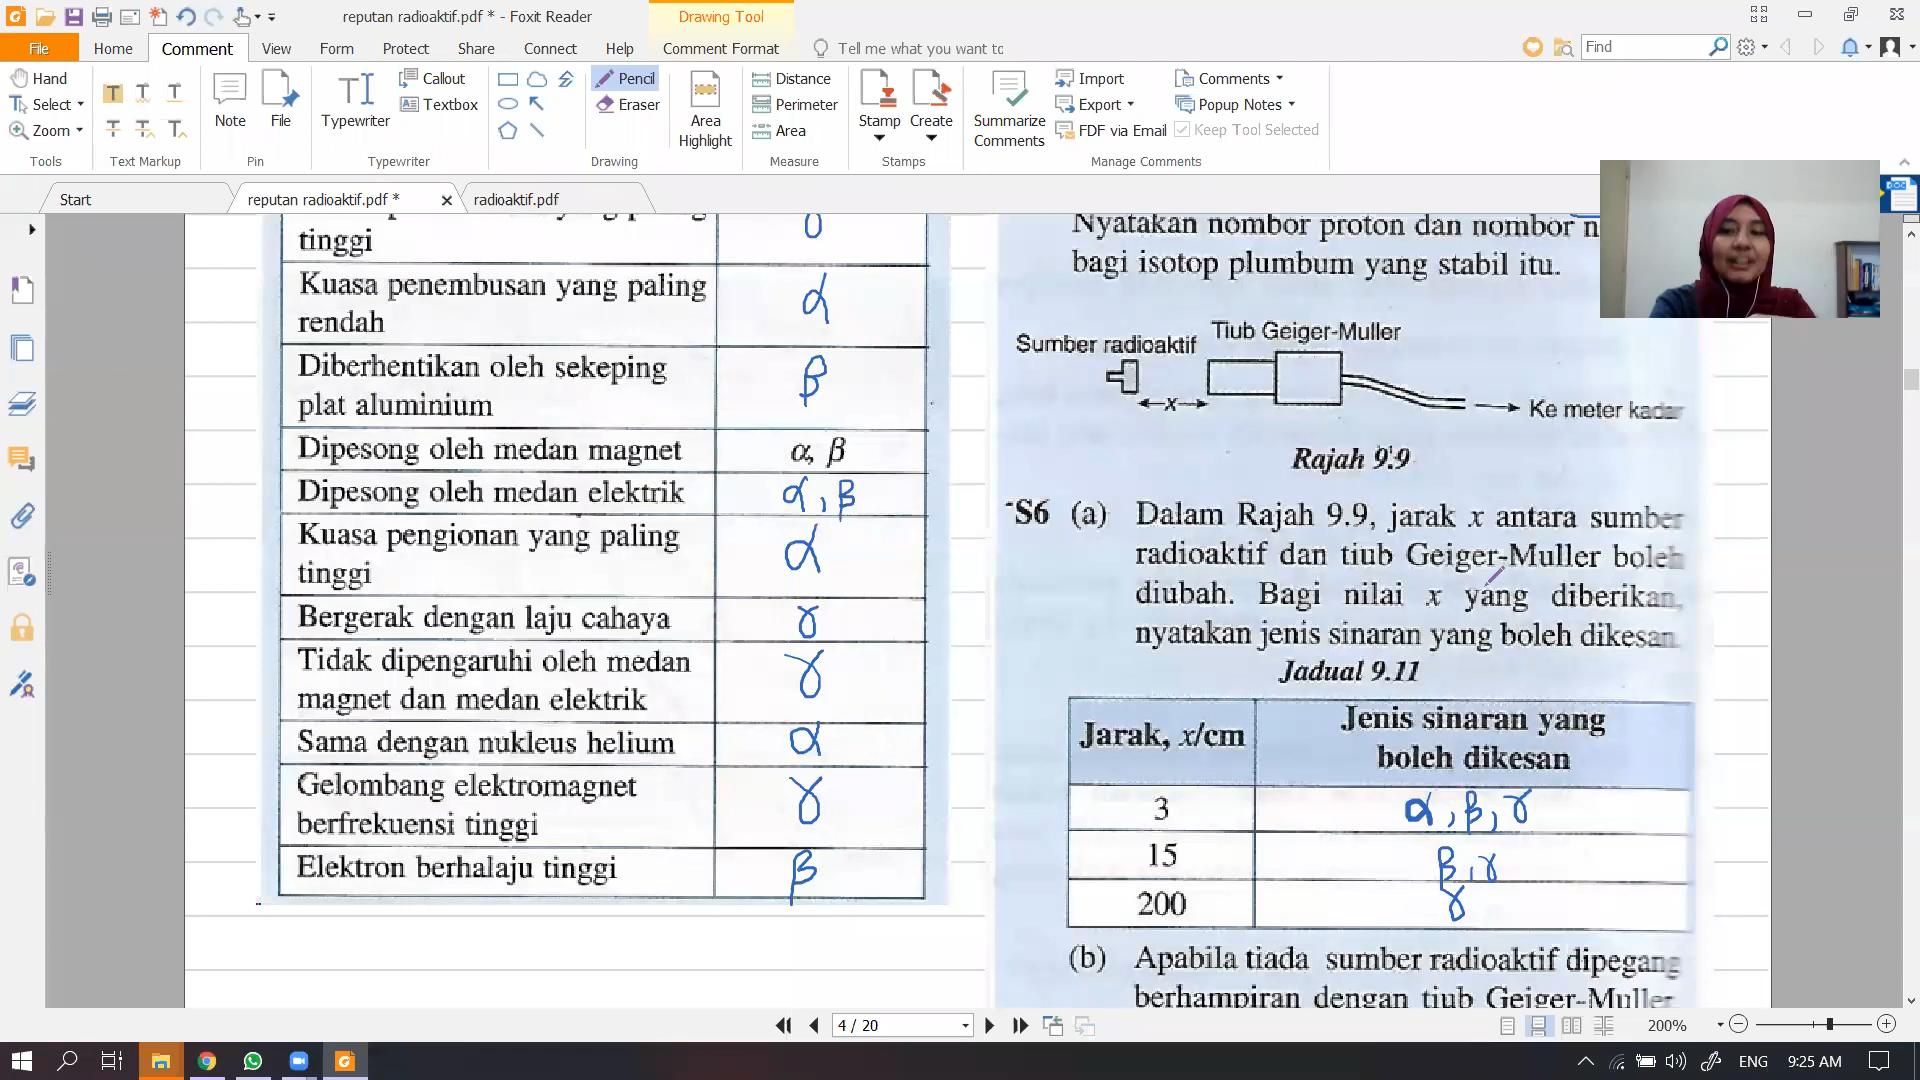 reputan radioaktif.pdf * - Foxit Reader
Drawing Tool
File
Home
Comment
View
Form
Protect
Share
Connect
Help
Comment Format
Tell me what you want to
Find
Hand
Select
Zoom
Tools
Text Markup
Note
File
Pin
Typewriter
Callout
Textbox
Typewriter
Pencil
Eraser
Drawing
Area
Highlight
Distance
Perimeter
Area
Measure
Stamp
Create
Stamps
Summarize
Comments
Import
Export
FDF via Email
Comments
Popup Notes
Keep Tool Selected
Manage Comments
Start
reputan radioaktif.pdf *
radioaktif.pdf
tinggi
Kuasa penembusan yang paling
rendah
α
Diberhentikan oleh sekeping
plat aluminium
β
Dipesong oleh medan magnet
α, β
Dipesong oleh medan elektrik
α, β
Kuasa pengionan yang paling
tinggi
α
Bergerak dengan laju cahaya
γ
Tidak dipengaruhi oleh medan
magnet dan medan elektrik
γ
Sama dengan nukleus helium
α
Gelombang elektromagnet
berfrekuensi tinggi
γ
Elektron berhalaju tinggi
β
Nyatakan nombor proton dan nombor n
bagi isotop plumbum yang stabil itu.
Tiub Geiger-Muller
Sumber radioaktif
x
Ke meter kadar
Rajah 9.9
S6 (a) Dalam Rajah 9.9, jarak x antara sumber
radioaktif dan tiub Geiger-Muller boleh
diubah. Bagi nilai x yang diberikan,
nyatakan jenis sinaran yang boleh dikesan.
Jadual 9.11
Jarak, x/cm
Jenis sinaran yang
boleh dikesan
3
α, β, γ
15
β, γ
200
γ
(b) Apabila tiada sumber radioaktif dipegang
berhampiran dengan tiub Geiger-Muller,
4 / 20
200%
ENG
9:25 AM